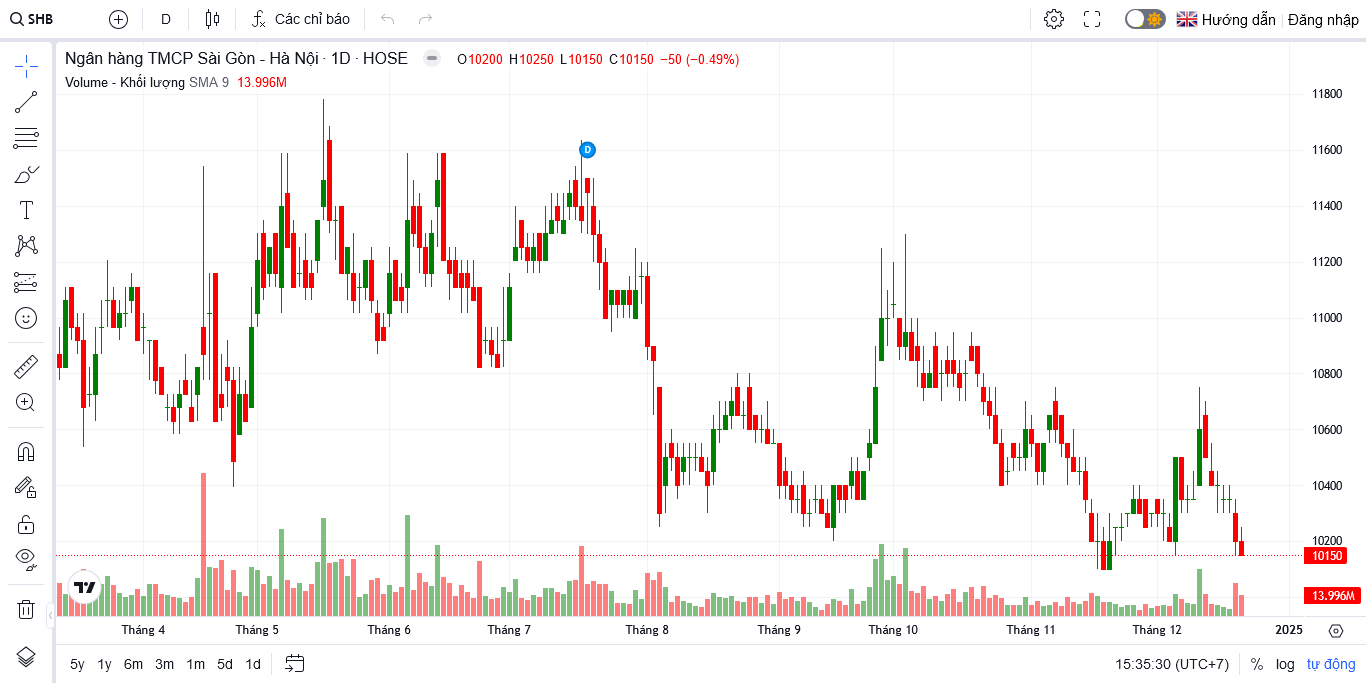 SHB D Các chỉ báo Hướng dẫn Đăng nhập
Ngân hàng TMCP Sài Gòn - Hà Nội · 1D · HOSE O10200 H10250 L10150 C10150 −50 (−0.49%)
Volume - Khối lượng SMA 9 13.996M
D
11800
11600
11400
11200
11000
10800
10600
10400
10200
10150
13.996M
Tháng 4 Tháng 5 Tháng 6 Tháng 7 Tháng 8 Tháng 9 Tháng 10 Tháng 11 Tháng 12 2025
5y 1y 6m 3m 1m 5d 1d 15:35:30 (UTC+7) % log tự động